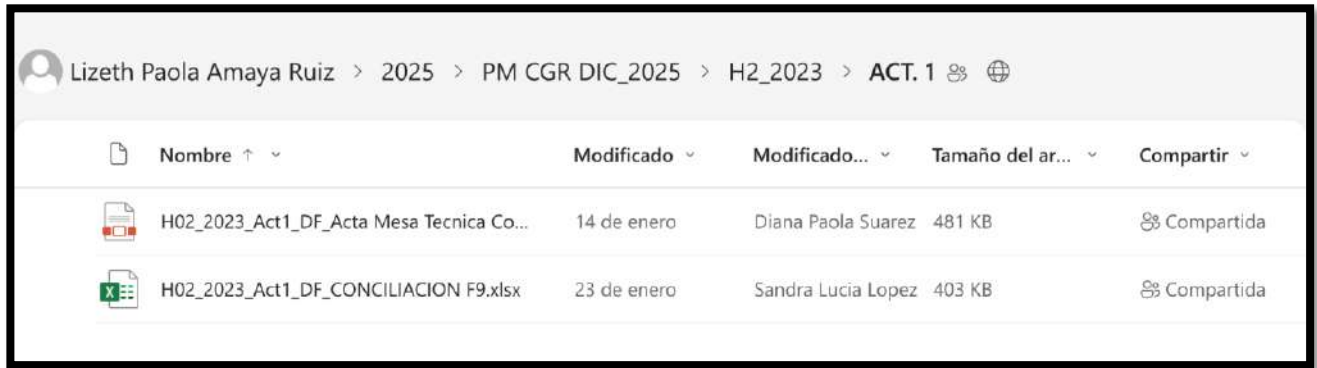 Lizeth Paola Amaya Ruiz > 2025 > PM CGR DIC_2025 > H2_2023 > ACT. 1
Nombre ↑ Modificado Modificado... Tamaño del ar... Compartir
H02_2023_Act1_DF_Acta Mesa Tecnica Co... 14 de enero Diana Paola Suarez 481 KB Compartida
H02_2023_Act1_DF_CONCILIACION F9.xlsx 23 de enero Sandra Lucia Lopez 403 KB Compartida